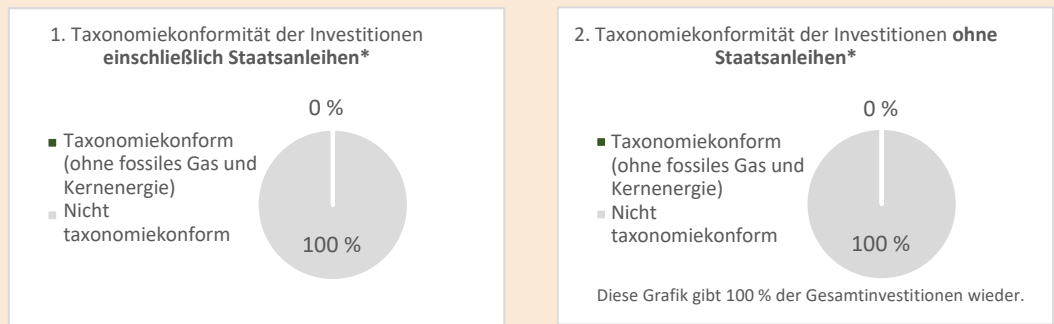 1. Taxonomiekonformität der Investitionen
einschließlich Staatsanleihen*
0 %
Taxonomiekonform
(ohne fossiles Gas und
Kernenergie)
Nicht
taxonomiekonform
100 %
2. Taxonomiekonformität der Investitionen ohne
Staatsanleihen*
0 %
Taxonomiekonform
(ohne fossiles Gas und
Kernenergie)
Nicht
taxonomiekonform
100 %
Diese Grafik gibt 100 % der Gesamtinvestitionen wieder.